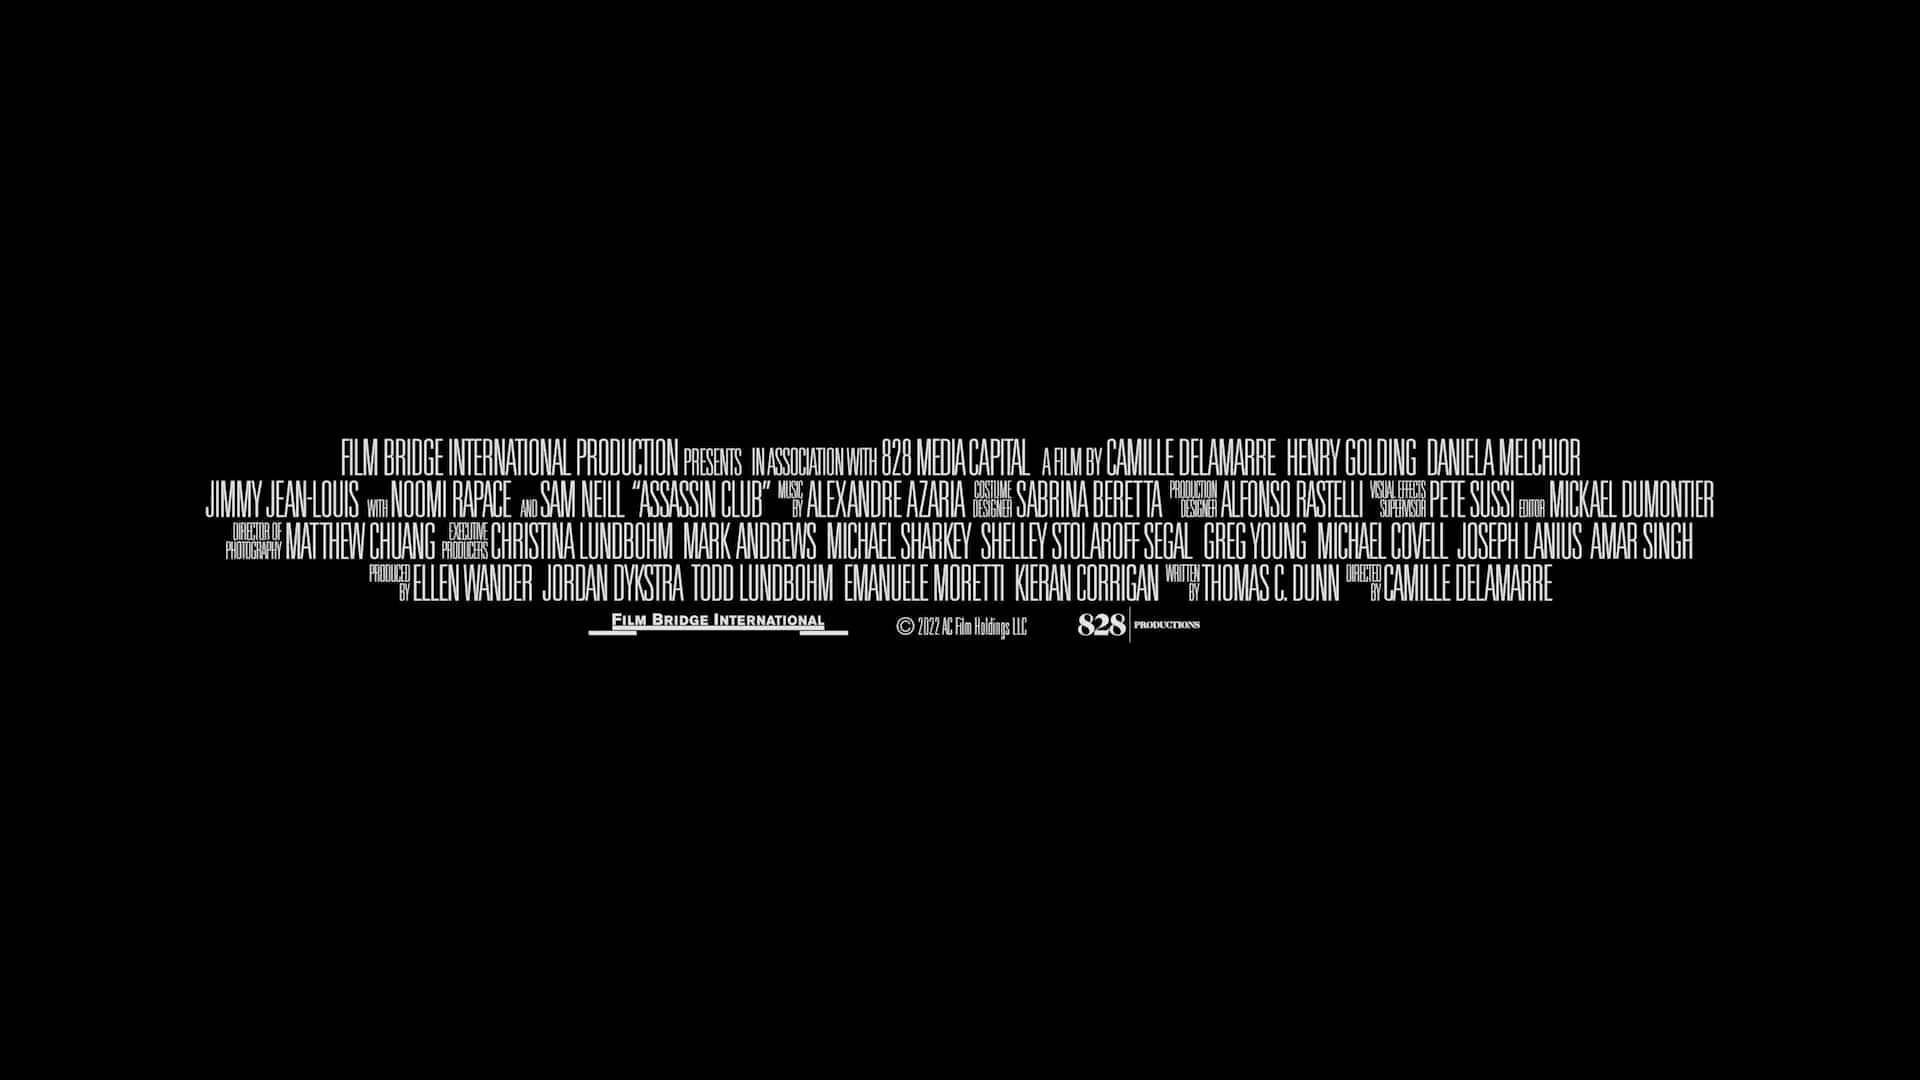 FILM BRIDGE INTERNATIONAL PRODUCTION PRESENTS IN ASSOCIATION WITH 828 MEDIA CAPITAL A FILM BY CAMILLE DELAMARRE HENRY GOLDING DANIELA MELCHIOR
JIMMY JEAN-LOUIS WITH NOOMI RAPACE AND SAM NEILL “ASSASSIN CLUB” MUSIC BY ALEXANDRE AZARIA COSTUME DESIGNER SABRINA BERETTA PRODUCTION DESIGNER ALFONSO RASTELLI VISUAL EFFECTS SUPERVISOR PETE SUSSI EDITOR MICKAEL DUMONTIER
DIRECTOR OF PHOTOGRAPHY MATTHEW CHUANG EXECUTIVE PRODUCERS CHRISTINA LUNDBOHM MARK ANDREWS MICHAEL SHARKEY SHELLEY STOLAROFF SEGAL GREG YOUNG MICHAEL COVELL JOSEPH LANIUS AMAR SINGH
PRODUCED BY ELLEN WANDER JORDAN DYKSTRA TODD LUNDBOHM EMANUELE MORETTI KIERAN CORRIGAN WRITTEN BY THOMAS C. DUNN DIRECTED BY CAMILLE DELAMARRE
FILM BRIDGE INTERNATIONAL © 2022 AC Film Holdings LLC 828 PRODUCTIONS